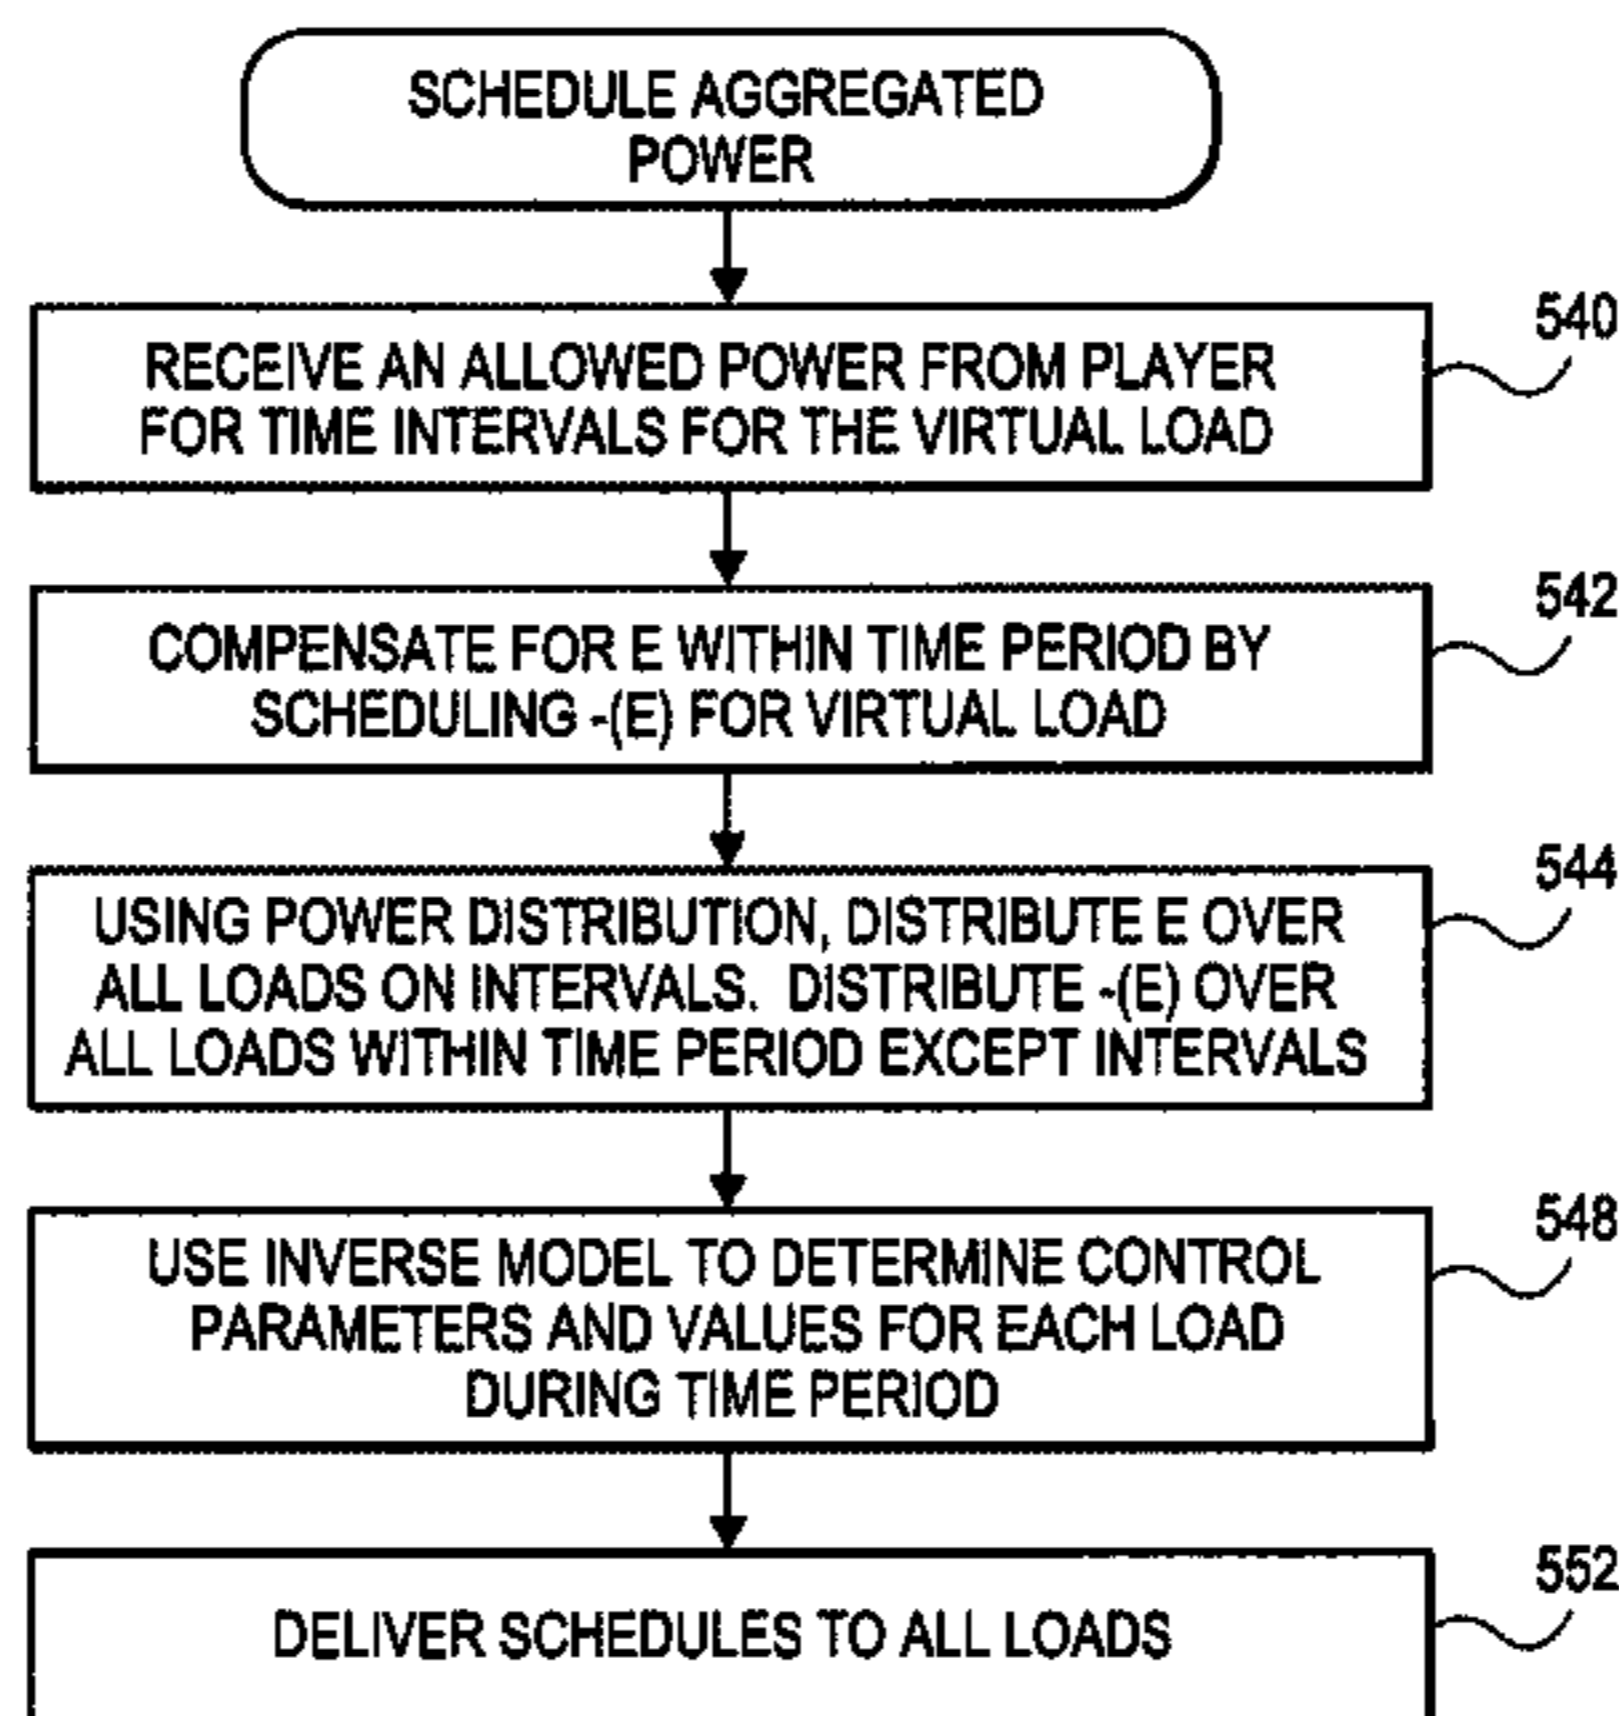 SCHEDULE AGGREGATED
POWER
540
RECEIVE AN ALLOWED POWER FROM PLAYER
FOR TIME INTERVALS FOR THE VIRTUAL LOAD
542
COMPENSATE FOR E WITHIN TIME PERIOD BY
SCHEDULING -(E) FOR VIRTUAL LOAD
544
USING POWER DISTRIBUTION, DISTRIBUTE E OVER
ALL LOADS ON INTERVALS. DISTRIBUTE -(E) OVER
ALL LOADS WITHIN TIME PERIOD EXCEPT INTERVALS
548
USE INVERSE MODEL TO DETERMINE CONTROL
PARAMETERS AND VALUES FOR EACH LOAD
DURING TIME PERIOD
552
DELIVER SCHEDULES TO ALL LOADS